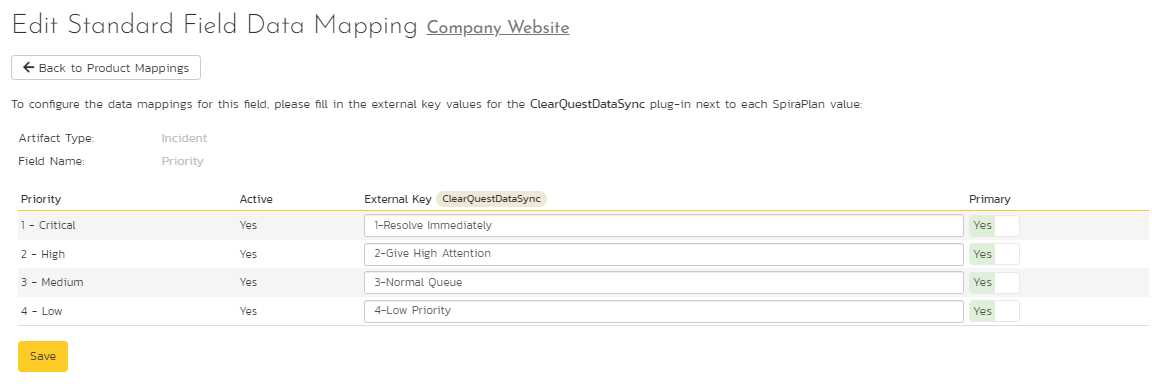 Edit Standard Field Data Mapping Company Website
Back to Product Mappings
To configure the data mappings for this field, please fill in the external key values for the ClearQuestDataSync plug-in next to each SpiraPlan value:
Artifact Type: Incident
Field Name: Priority
Priority Active External Key ClearQuestDataSync Primary
1 - Critical Yes 1-Resolve Immediately Yes
2 - High Yes 2-Give High Attention Yes
3 - Medium Yes 3-Normal Queue Yes
4 - Low Yes 4-Low Priority Yes
Save